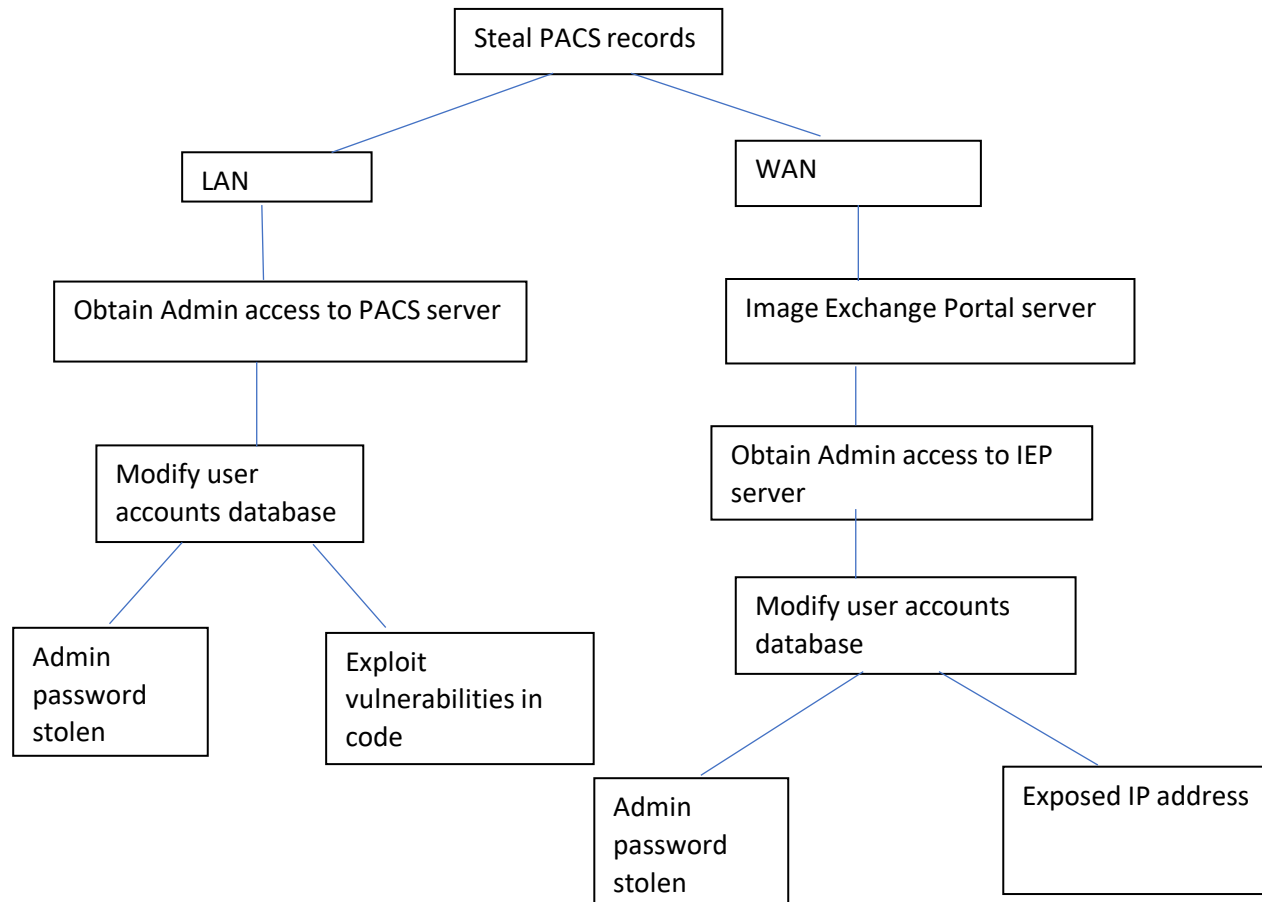 Steal PACS records
LAN
WAN
Obtain Admin access to PACS server
Image Exchange Portal server
Modify user
accounts database
Obtain Admin access to IEP
server
Admin
password
stolen
Exploit
vulnerabilities in
code
Modify user accounts
database
Admin
password
stolen
Exposed IP address